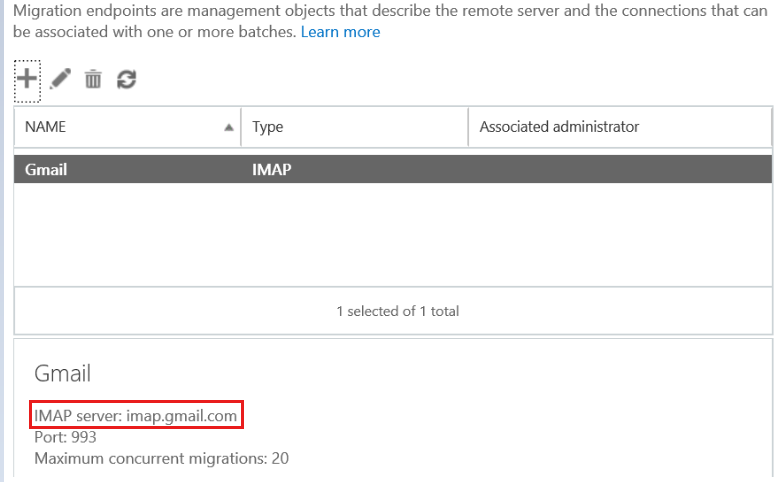 Migration endpoints are management objects that describe the remote server and the connections that can
be associated with one or more batches. Learn more
NAME Type Associated administrator
Gmail IMAP
1 selected of 1 total
Gmail
IMAP server: imap.gmail.com
Port: 993
Maximum concurrent migrations: 20